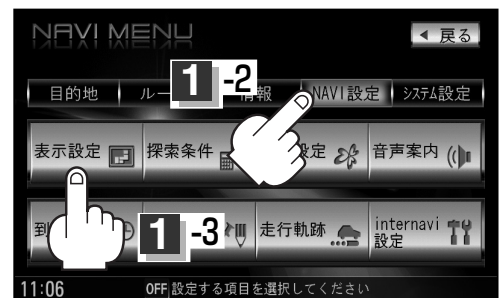 NAVI MENU
戻る
目的地 ルー 1-2 情報 NAVI設定 システム設定
表示設定 探索条件 設定 音声案内
到 1-3 走行軌跡 internavi
設定
11:06 OFF 設定する項目を選択してください